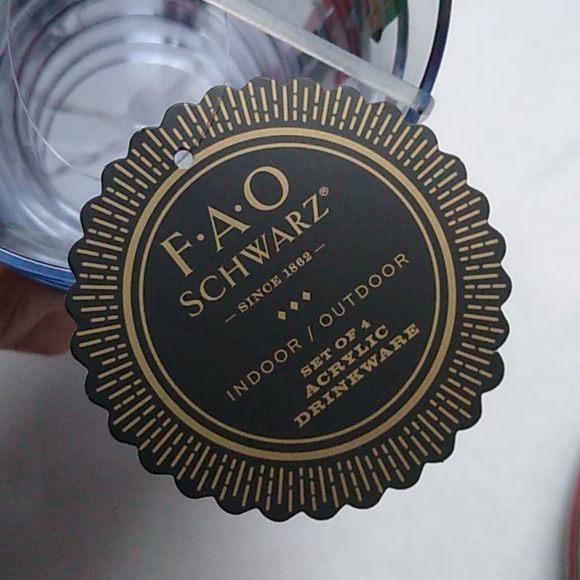 F·A·O
SCHWARZ®
— SINCE 1862 —
INDOOR / OUTDOOR
SET OF 4
ACRYLIC
DRINKWARE